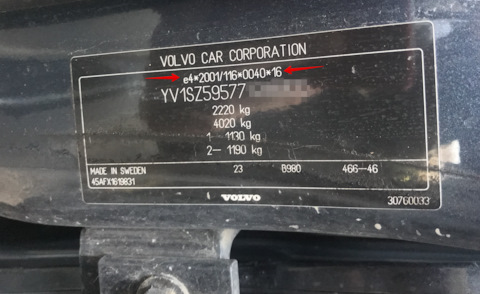 VOLVO CAR CORPORATION
e4*2001/116*0040*16
YV1SZ59577
2220 kg
4020 kg
1- 1130 kg
2- 1190 kg
MADE IN SWEDEN 23 8980 466-46
45AFX1619831
VOLVO
30760033